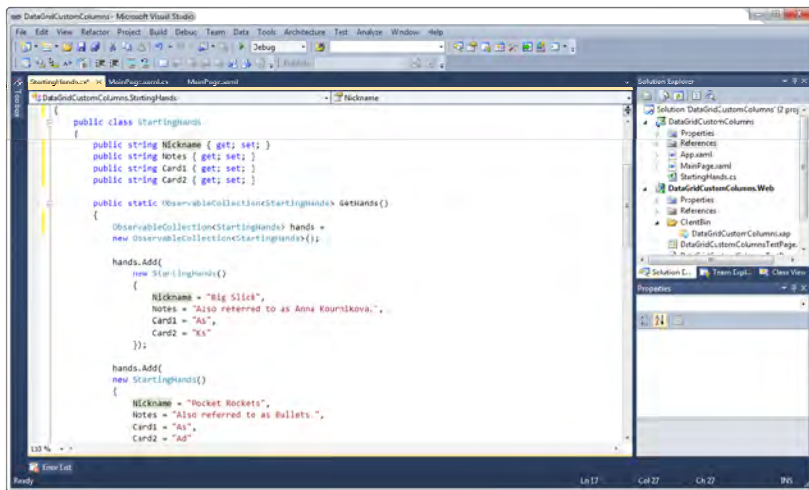 DataGridCustomColumns - Microsoft Visual Studio
File Edit View Refactor Project Build Debug Team Data Tools Architecture Test Analyze Window Help
Debug
StartingHands.cs* MainPage.xaml.cs MainPage.xaml
Toolbox
DataGridCustomColumns.StartingHands Nickname
{
public class StartingHands
{
public string Nickname { get; set; }
public string Notes { get; set; }
public string Card1 { get; set; }
public string Card2 { get; set; }
public static ObservableCollection<StartingHands> GetHands()
{
ObservableCollection<StartingHands> hands =
new ObservableCollection<StartingHands>();
hands.Add(
new StartingHands()
{
Nickname = "Big Slick",
Notes = "Also referred to as Anna Kournikova.",
Card1 = "As",
Card2 = "Ks"
});
hands.Add(
new StartingHands()
{
Nickname = "Pocket Rockets",
Notes = "Also referred to as Bullets.",
Card1 = "As",
Card2 = "Ad"
110 %
Solution Explorer
Solution 'DataGridCustomColumns' (2 proj
DataGridCustomColumns
Properties
References
App.xaml
MainPage.xaml
StartingHands.cs
DataGridCustomColumns.Web
Properties
References
ClientBin
DataGridCustomColumns.xap
DataGridCustomColumnsTestPage.
Solution E... Team Expl... Class View
Properties
Error List
Ready Ln 17 Col 27 Ch 27 INS